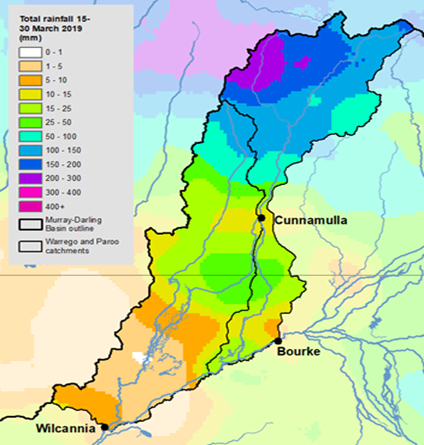 Total rainfall 15-
30 March 2019
(mm)
0 - 1
1 - 5
5 - 10
10 - 15
15 - 25
25 - 50
50 - 100
100 - 150
150 - 200
200 - 300
300 - 400
400+
Murray-Darling
Basin outline
Warrego and Paroo
catchments
Cunnamulla
Bourke
Wilcannia